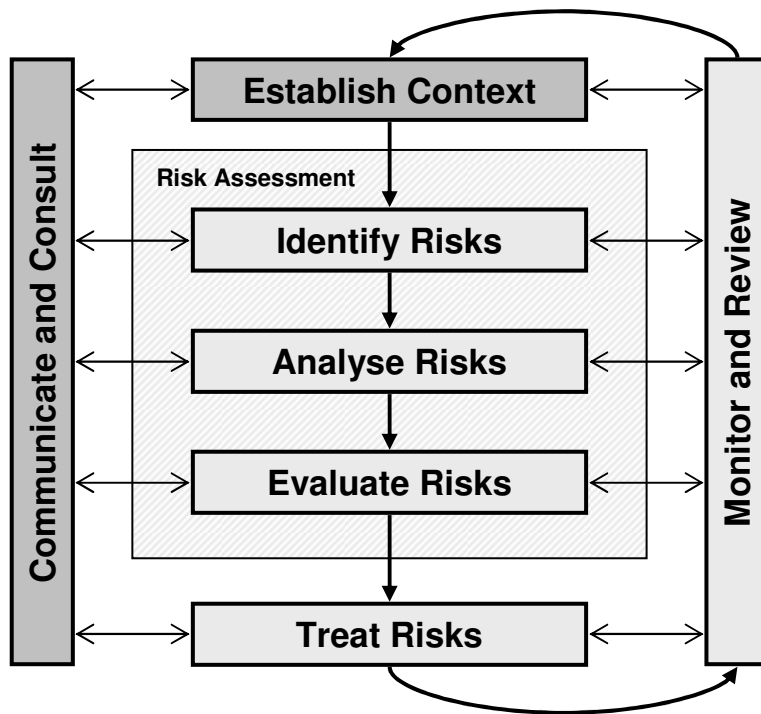 Establish Context
Communicate and Consult
Risk Assessment
Identify Risks
Analyse Risks
Evaluate Risks
Treat Risks
Monitor and Review